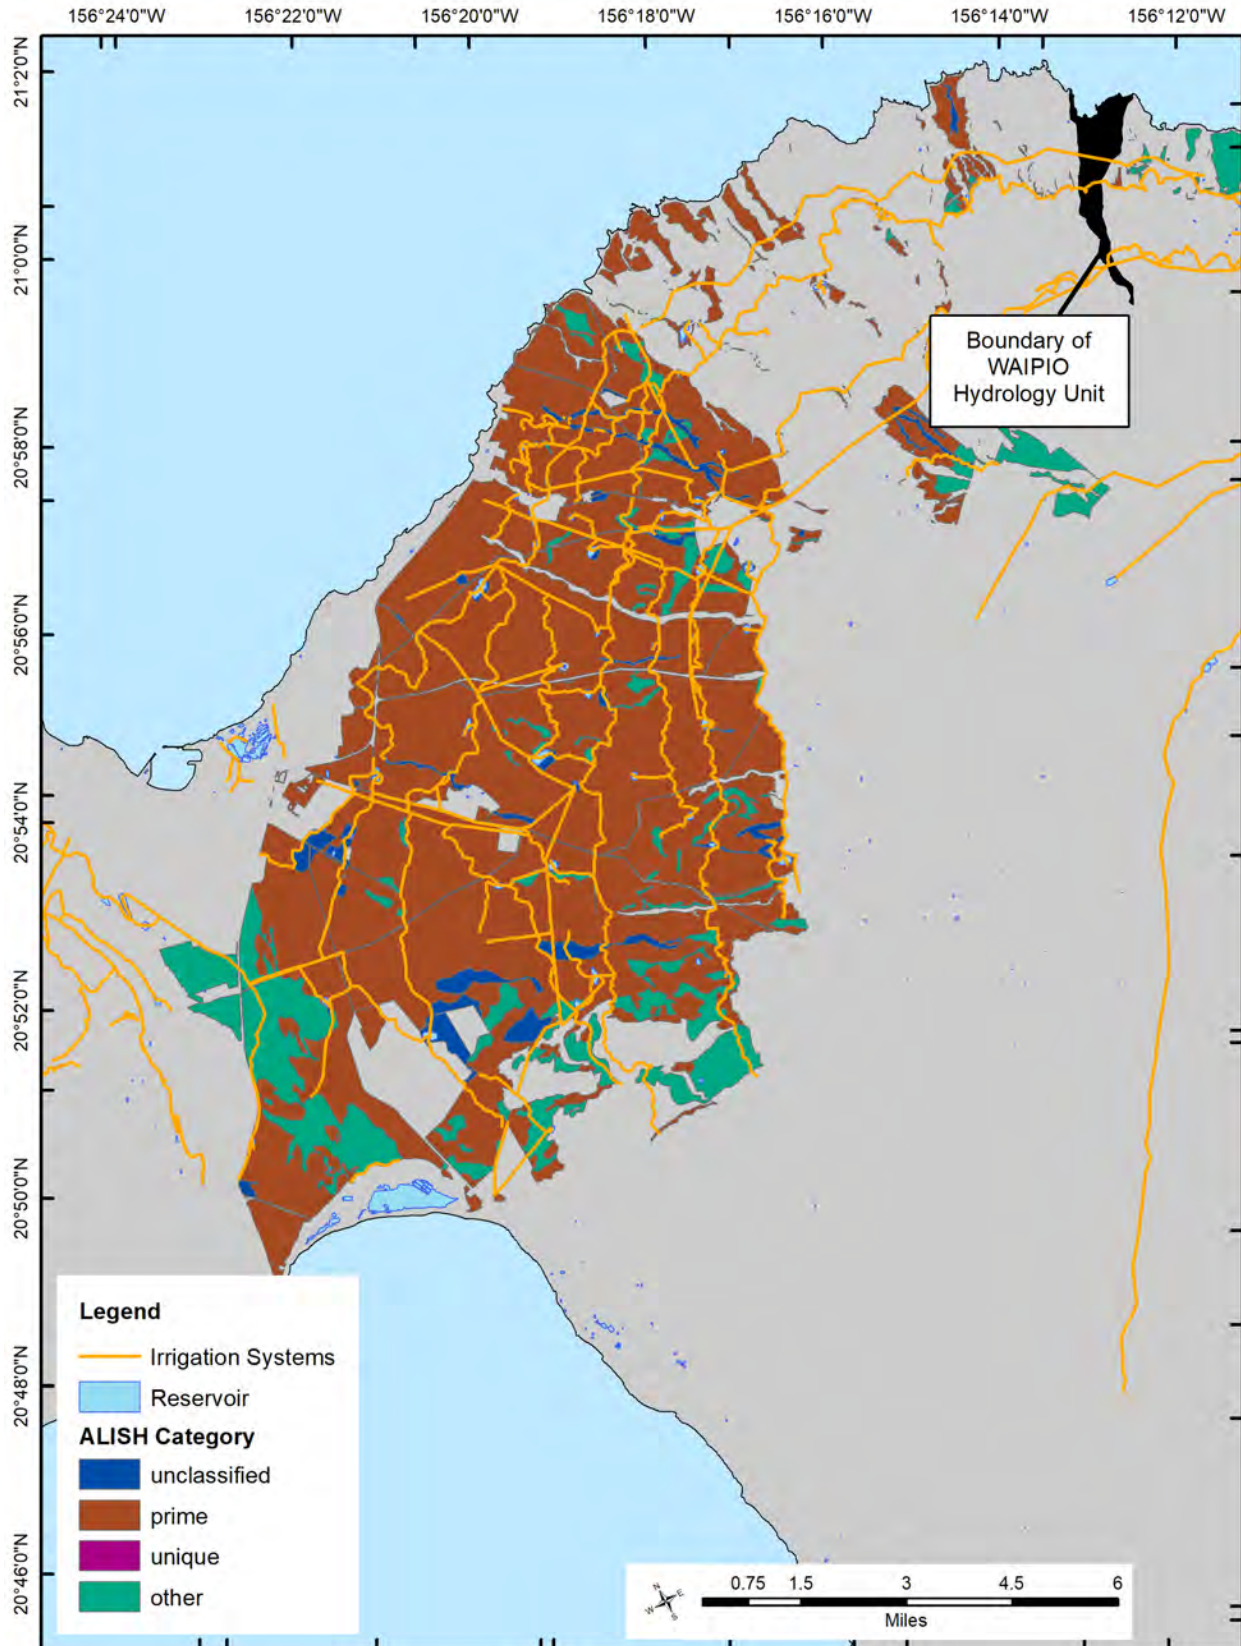 156°24'0"W 156°22'0"W 156°20'0"W 156°18'0"W 156°16'0"W 156°14'0"W 156°12'0"W
21°2'0"N
21°0'0"N
20°58'0"N
20°56'0"N
20°54'0"N
20°52'0"N
20°50'0"N
20°48'0"N
20°46'0"N
Boundary of
WAIPIO
Hydrology Unit
Legend
Irrigation Systems
Reservoir
ALISH Category
unclassified
prime
unique
other
N
W E
S
0.75 1.5 3 4.5 6
Miles